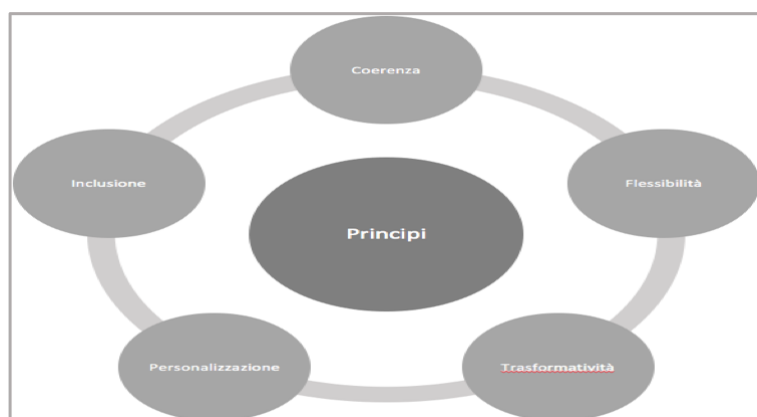 Coerenza
Inclusione
Flessibilità
Principi
Personalizzazione
Trasformatività